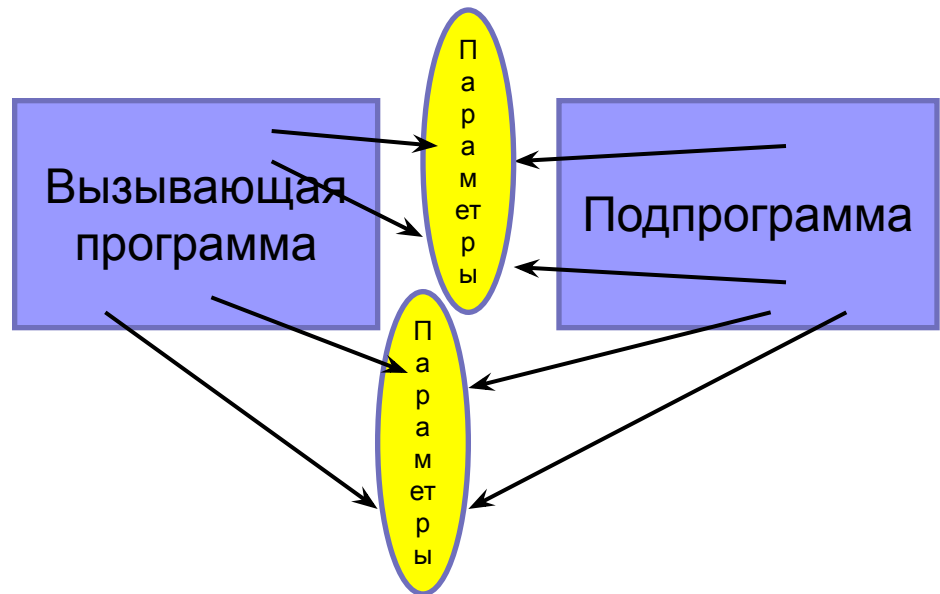 Вызывающая
программа
П
а
р
а
м
ет
р
ы
Подпрограмма
П
а
р
а
м
ет
р
ы